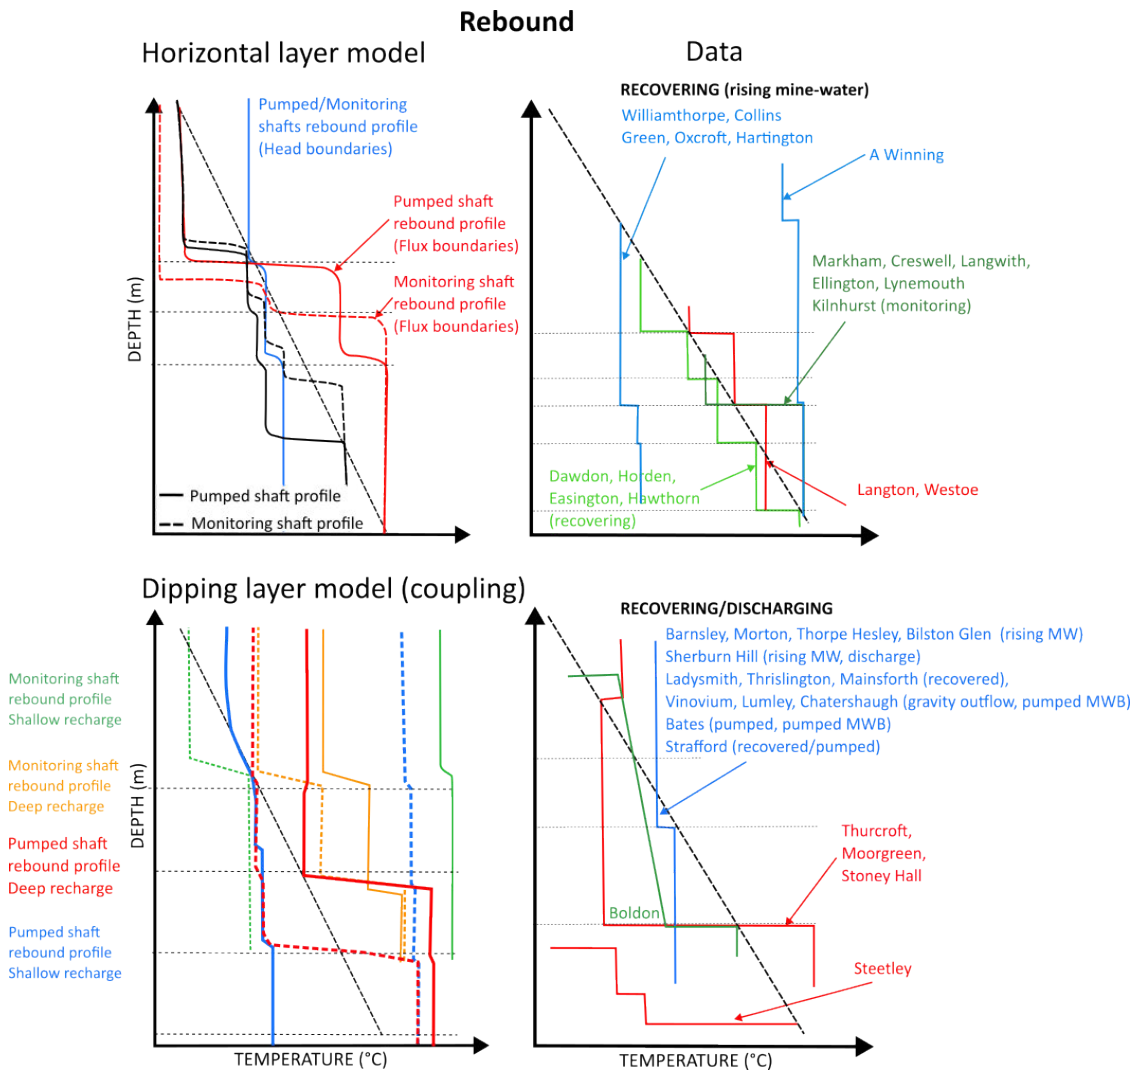 Rebound
Horizontal layer model
Data
Pumped/Monitoring
shafts rebound profile
(Head boundaries)
Pumped shaft
rebound profile
(Flux boundaries)
Monitoring shaft
rebound profile
(Flux boundaries)
DEPTH (m)
Pumped shaft profile
Monitoring shaft profile
RECOVERING (rising mine-water)
Williamthorpe, Collins
Green, Oxcroft, Hartington
A Winning
Markham, Creswell, Langwith,
Ellington, Lynemouth
Kilnhurst (monitoring)
Dawdon, Horden,
Easington, Hawthorn
(recovering)
Langton, Westoe
Dipping layer model (coupling)
Monitoring shaft
rebound profile
Shallow recharge
Monitoring shaft
rebound profile
Deep recharge
Pumped shaft
rebound profile
Deep recharge
Pumped shaft
rebound profile
Shallow recharge
DEPTH (m)
TEMPERATURE (°C)
RECOVERING/DISCHARGING
Barnsley, Morton, Thorpe Hesley, Bilston Glen (rising MW)
Sherburn Hill (rising MW, discharge)
Ladysmith, Thrislington, Mainsforth (recovered),
Vinovium, Lumley, Chatershaugh (gravity outflow, pumped MWB)
Bates (pumped, pumped MWB)
Strafford (recovered/pumped)
Thurcroft,
Moorgreen,
Stoney Hall
Boldon
Steetley
TEMPERATURE (°C)